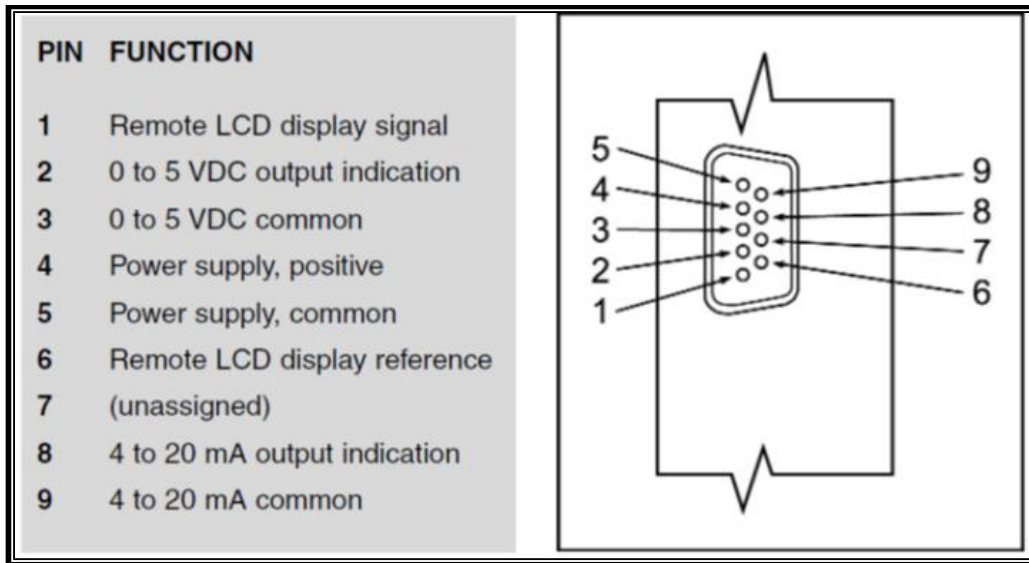 PIN FUNCTION
1 Remote LCD display signal
2 0 to 5 VDC output indication
3 0 to 5 VDC common
4 Power supply, positive
5 Power supply, common
6 Remote LCD display reference
7 (unassigned)
8 4 to 20 mA output indication
9 4 to 20 mA common
5
4
3
2
1
9
8
7
6